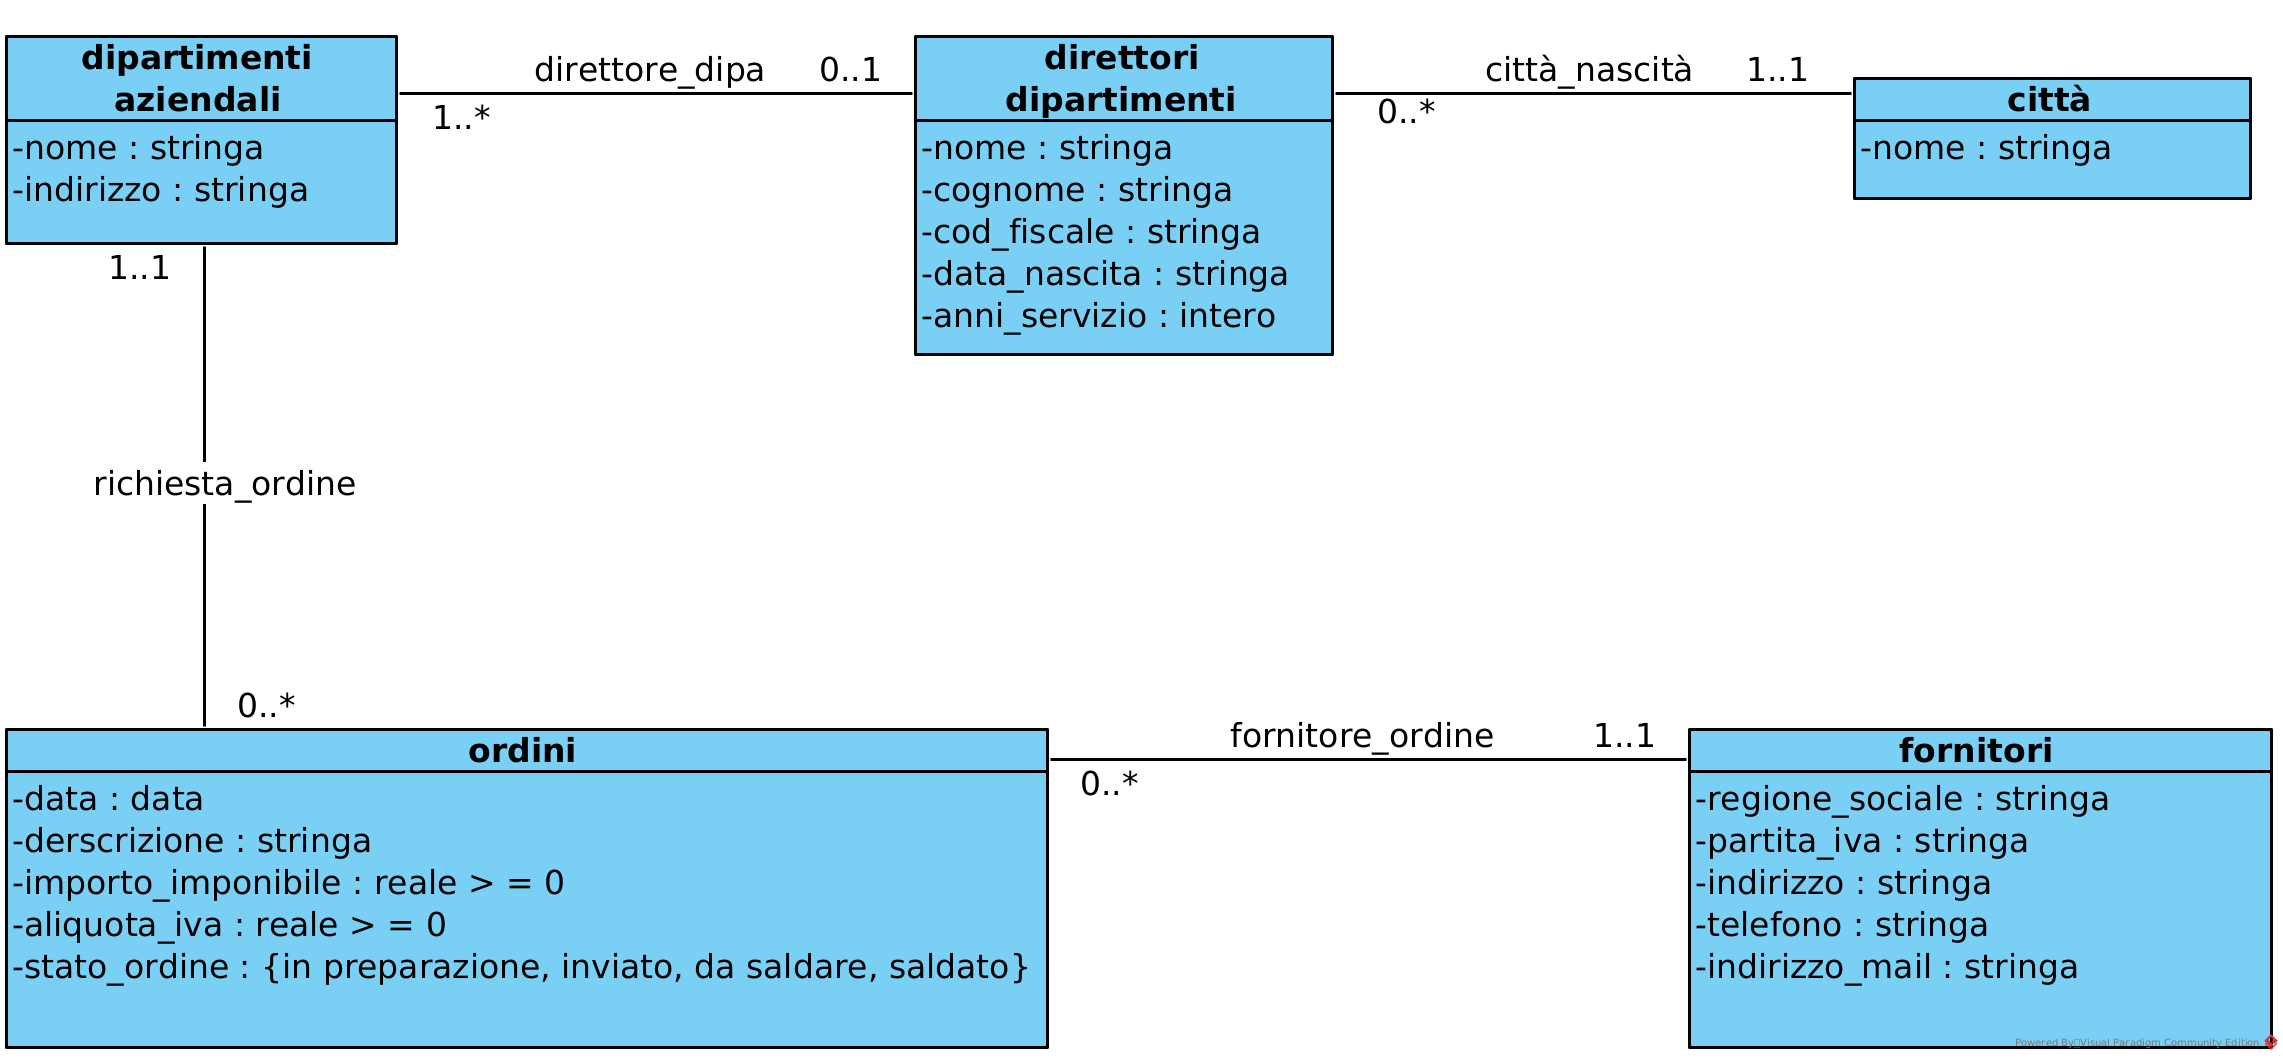 dipartimenti
aziendali
-nome : stringa
-indirizzo : stringa
direttore_dipa
0..1
1..*
direttori
dipartimenti
-nome : stringa
-cognome : stringa
-cod_fiscale : stringa
-data_nascita : stringa
-anni_servizio : intero
città_nascità
1..1
0..*
città
-nome : stringa
1..1
richiesta_ordine
0..*
ordini
-data : data
-derscrizione : stringa
-importo_imponibile : reale > = 0
-aliquota_iva : reale > = 0
-stato_ordine : {in preparazione, inviato, da saldare, saldato}
fornitore_ordine
1..1
0..*
fornitori
-regione_sociale : stringa
-partita_iva : stringa
-indirizzo : stringa
-telefono : stringa
-indirizzo_mail : stringa
Powered By Visual Paradigm Community Edition